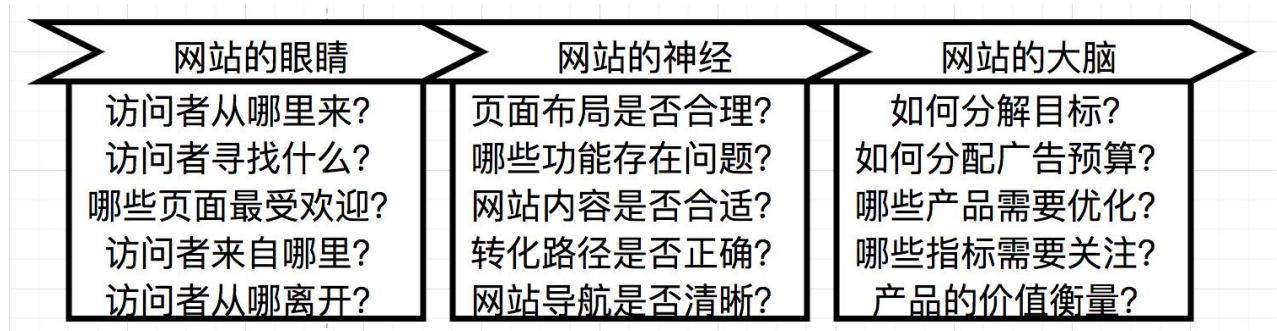 网站的眼睛
访问者从哪里来?
访问者寻找什么?
哪些页面最受欢迎?
访问者来自哪里?
访问者从哪离开?
网站的神经
页面布局是否合理?
哪些功能存在问题?
网站内容是否合适?
转化路径是否正确?
网站导航是否清晰?
网站的大脑
如何分解目标?
如何分配广告预算?
哪些产品需要优化?
哪些指标需要关注?
产品的价值衡量?